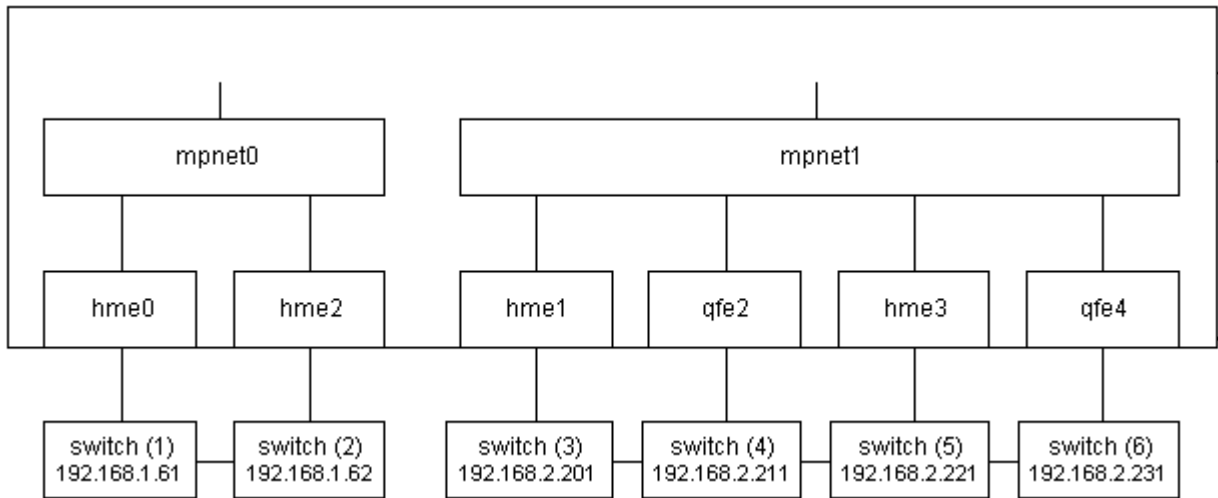 mpnet0
mpnet1
hme0
hme2
hme1
qfe2
hme3
qfe4
switch (1)
192.168.1.61
switch (2)
192.168.1.62
switch (3)
192.168.2.201
switch (4)
192.168.2.211
switch (5)
192.168.2.221
switch (6)
192.168.2.231